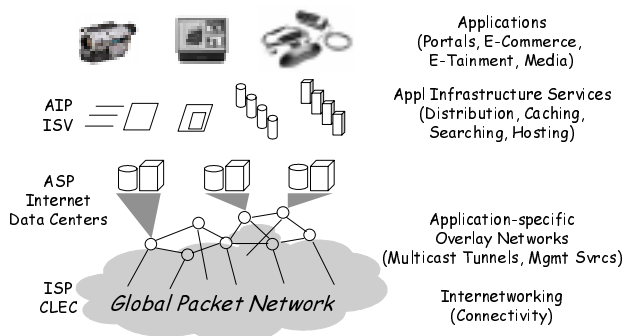 Applications
(Portals, E-Commerce,
E-Tainment, Media)
AIP
ISV
Appl Infrastructure Services
(Distribution, Caching,
Searching, Hosting)
ASP
Internet
Data Centers
Application-specific
Overlay Networks
(Multicast Tunnels, Mgmt Svrcs)
ISP
CLEC
Global Packet Network
Internetworking
(Connectivity)